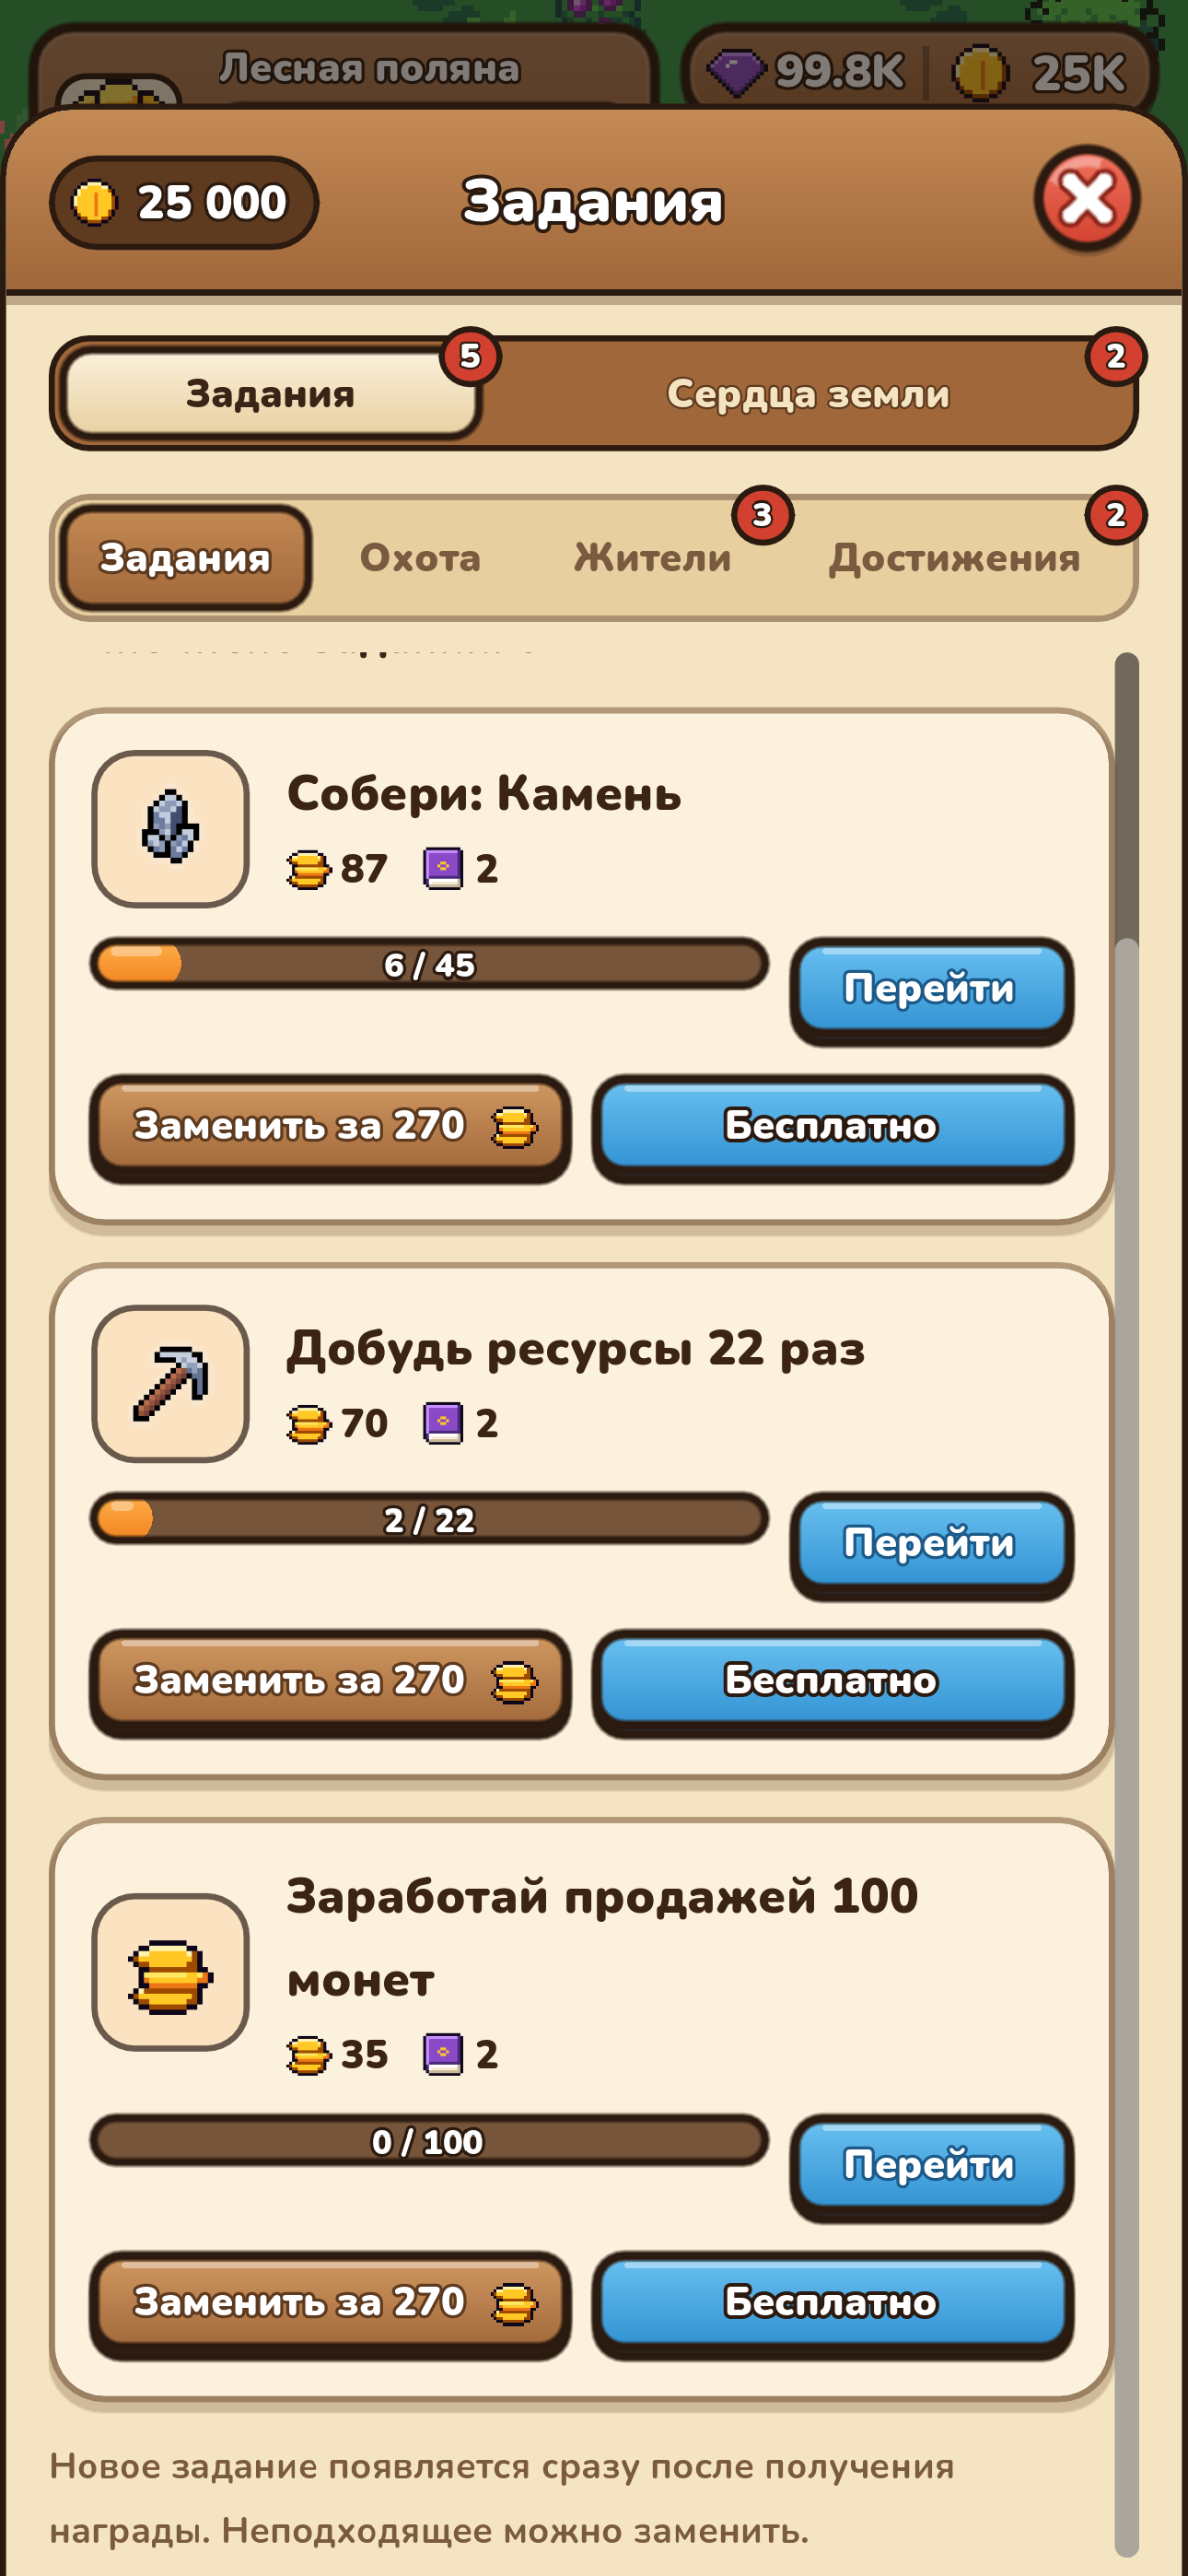 Лесная поляна
99.8K
25K
25 000
Задания
Задания
5
Сердца земли
2
Задания
Охота
Жители
3
Достижения
2
Собери: Камень
87
2
6 / 45
Перейти
Заменить за 270
Бесплатно
Добудь ресурсы 22 раз
70
2
2 / 22
Перейти
Заменить за 270
Бесплатно
Заработай продажей 100
монет
35
2
0 / 100
Перейти
Заменить за 270
Бесплатно
Новое задание появляется сразу после получения
награды. Неподходящее можно заменить.